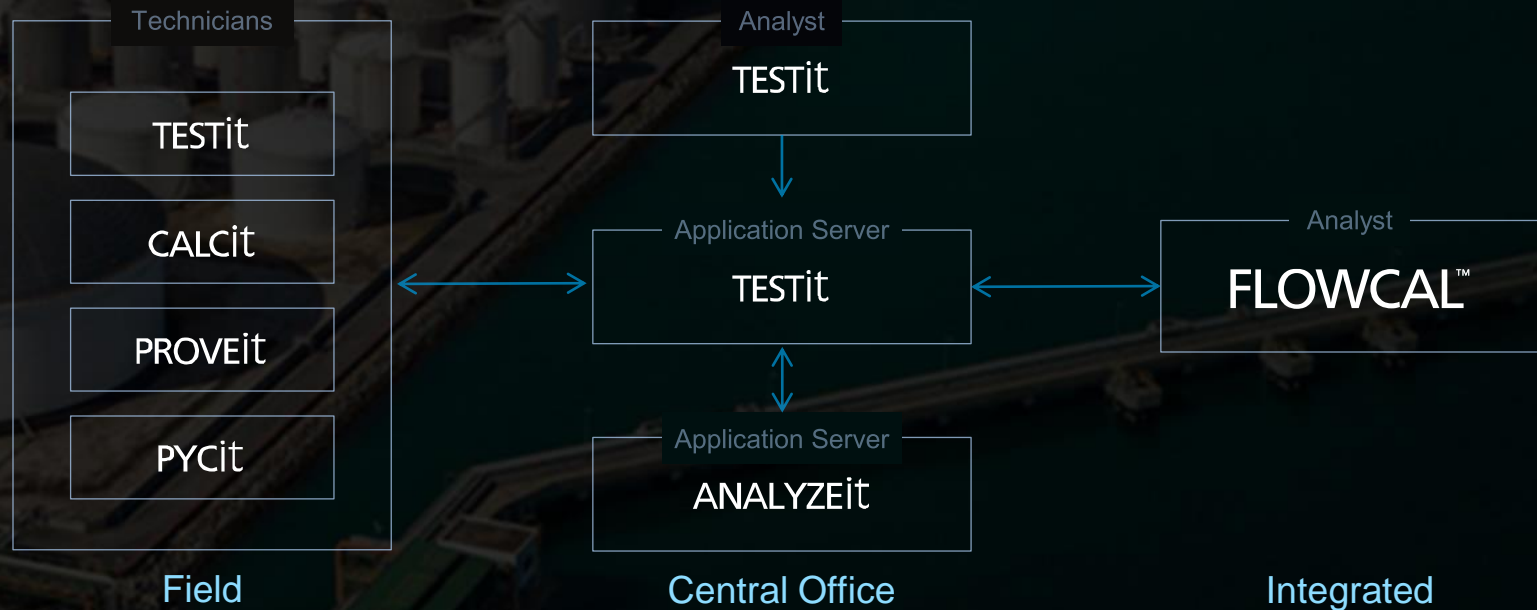 Technicians
TESTit
CALCit
PROVEit
PYCit
Field
Analyst
TESTit
Application Server
TESTit
Application Server
ANALYZEit
Central Office
Analyst
FLOWCAL™
Integrated